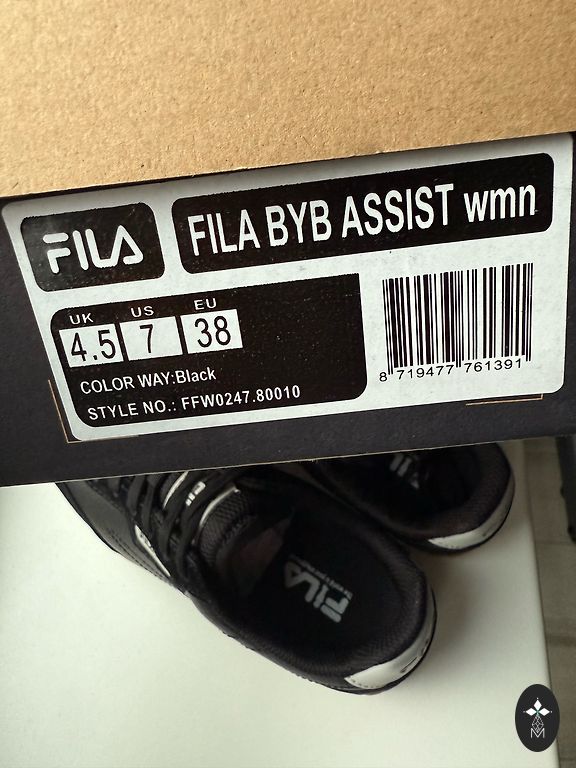 FILA
FILA BYB ASSIST wmn
UK US EU
4.5 7 38
COLOR WAY:Black
STYLE NO.: FFW0247.80010
8 719477 761391
FILA
M